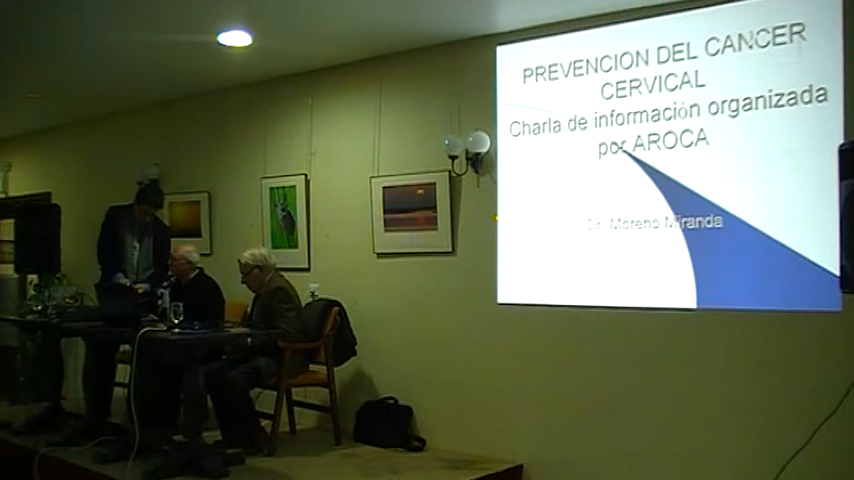 PREVENCION DEL CANCER
CERVICAL
Charla de información organizada
por AROCA
Dr. Moreno Miranda